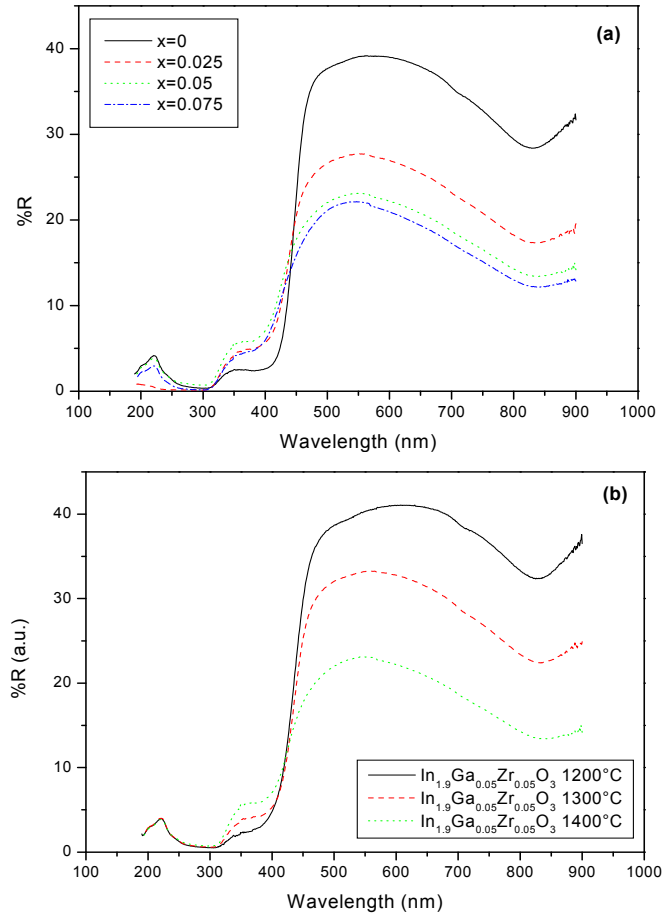 (a)
x=0
x=0.025
x=0.05
x=0.075
40
30
20
10
0
%R
100 200 300 400 500 600 700 800 900 1000
Wavelength (nm)
(b)
40
30
20
10
0
%R (a.u.)
In1.9Ga0.05Zr0.05O3 1200°C
In1.9Ga0.05Zr0.05O3 1300°C
In1.9Ga0.05Zr0.05O3 1400°C
100 200 300 400 500 600 700 800 900 1000
Wavelength (nm)